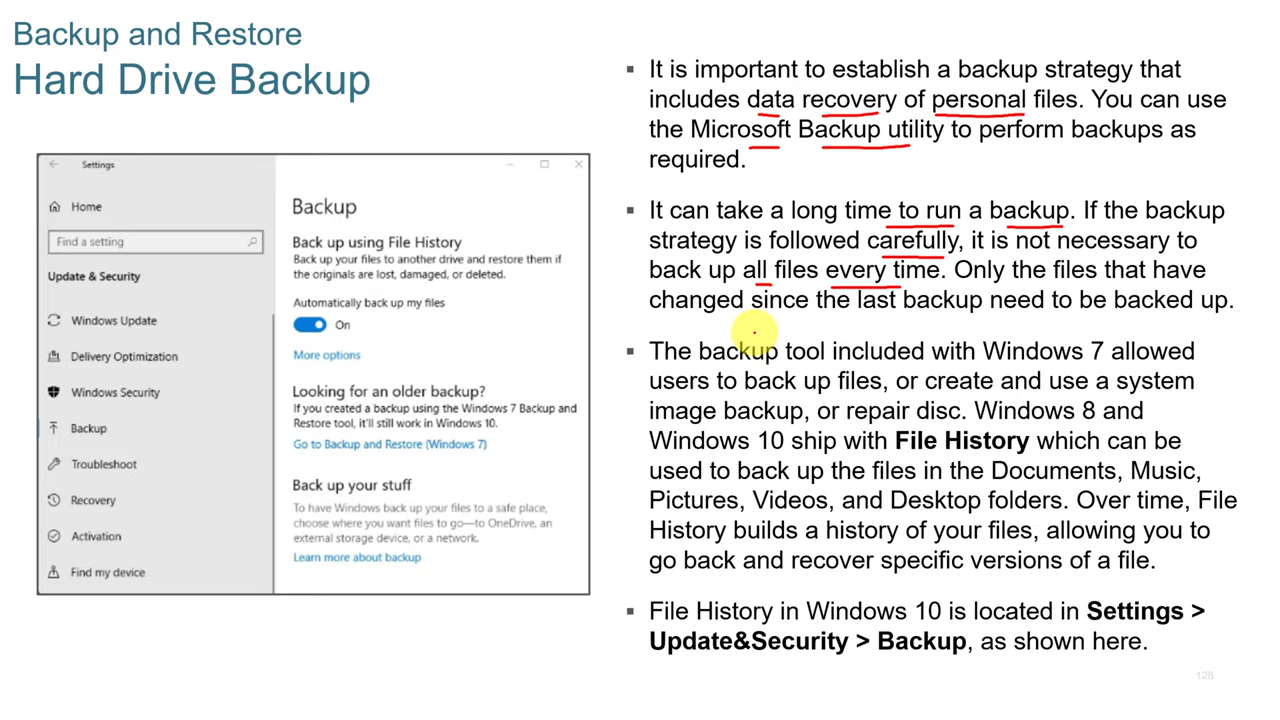 Backup and Restore
Hard Drive Backup
Settings
Home
Find a setting
Update & Security
Windows Update
Delivery Optimization
Windows Security
Backup
Troubleshoot
Recovery
Activation
Find my device
Backup
Back up using File History
Back up your files to another drive and restore them if
the originals are lost, damaged, or deleted.
Automatically back up my files
On
More options
Looking for an older backup?
If you created a backup using the Windows 7 Backup and
Restore tool, it'll still work in Windows 10.
Go to Backup and Restore (Windows 7)
Back up your stuff
To have Windows back up your files to a safe place,
choose where you want files to go—to OneDrive, an
external storage device, or a network.
Learn more about backup
▪ It is important to establish a backup strategy that
includes data recovery of personal files. You can use
the Microsoft Backup utility to perform backups as
required.
▪ It can take a long time to run a backup. If the backup
strategy is followed carefully, it is not necessary to
back up all files every time. Only the files that have
changed since the last backup need to be backed up.
▪ The backup tool included with Windows 7 allowed
users to back up files, or create and use a system
image backup, or repair disc. Windows 8 and
Windows 10 ship with File History which can be
used to back up the files in the Documents, Music,
Pictures, Videos, and Desktop folders. Over time, File
History builds a history of your files, allowing you to
go back and recover specific versions of a file.
▪ File History in Windows 10 is located in Settings >
Update&Security > Backup, as shown here.
128